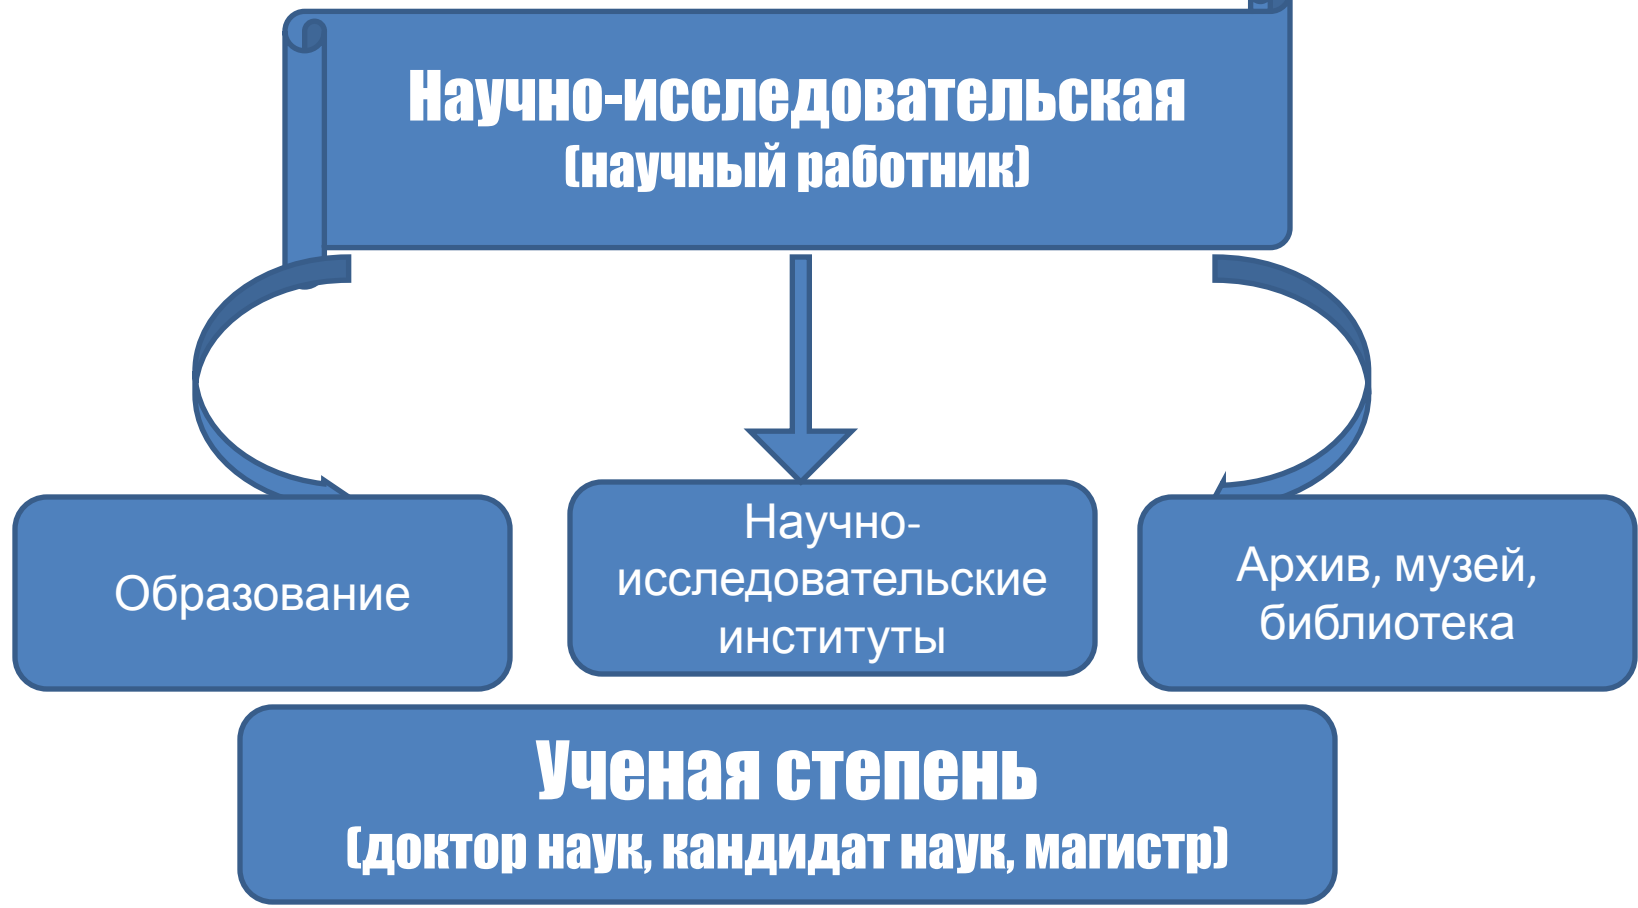 Научно-исследовательская
(научный работник)
Образование
Научно-
исследовательские
институты
Архив, музей,
библиотека
Ученая степень
(доктор наук, кандидат наук, магистр)